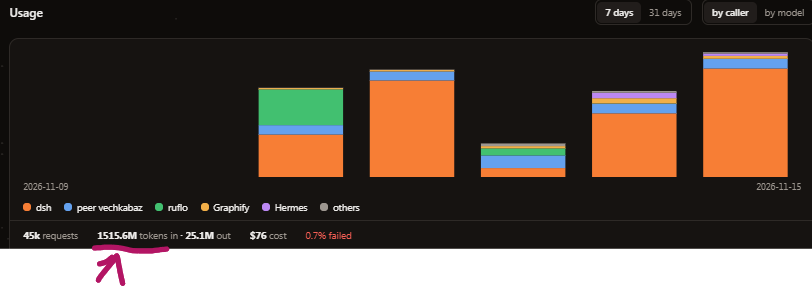 Usage
7 days 31 days by caller by model
2026-11-09 2026-11-15
dsh peer vechkabaz ruflo Graphify Hermes others
45k requests 1515.6M tokens in · 25.1M out $76 cost 0.7% failed